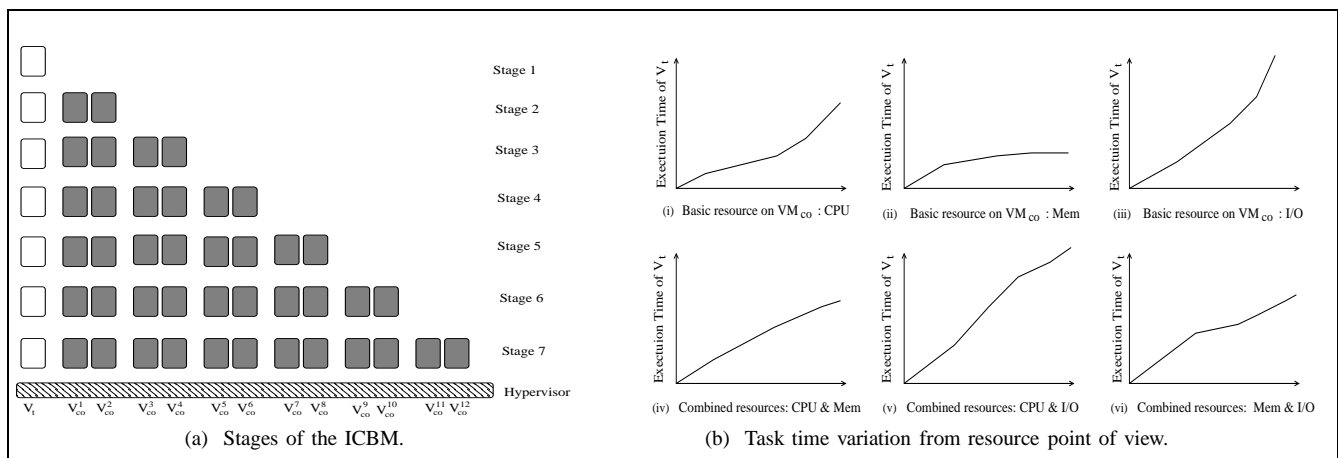 Stage 1
Stage 2
Stage 3
Stage 4
Stage 5
Stage 6
Stage 7
Hypervisor
V_t V_co^1 V_co^2 V_co^3 V_co^4 V_co^5 V_co^6 V_co^7 V_co^8 V_co^9 V_co^10 V_co^11 V_co^12
(a) Stages of the ICBM.
Exectuion Time of V_t
(i) Basic resource on VM_co : CPU
Exectuion Time of V_t
(ii) Basic resource on VM_co : Mem
Exectuion Time of V_t
(iii) Basic resource on VM_co : I/O
Exectuion Time of V_t
(iv) Combined resources: CPU & Mem
Exectuion Time of V_t
(v) Combined resources: CPU & I/O
Exectuion Time of V_t
(vi) Combined resources: Mem & I/O
(b) Task time variation from resource point of view.